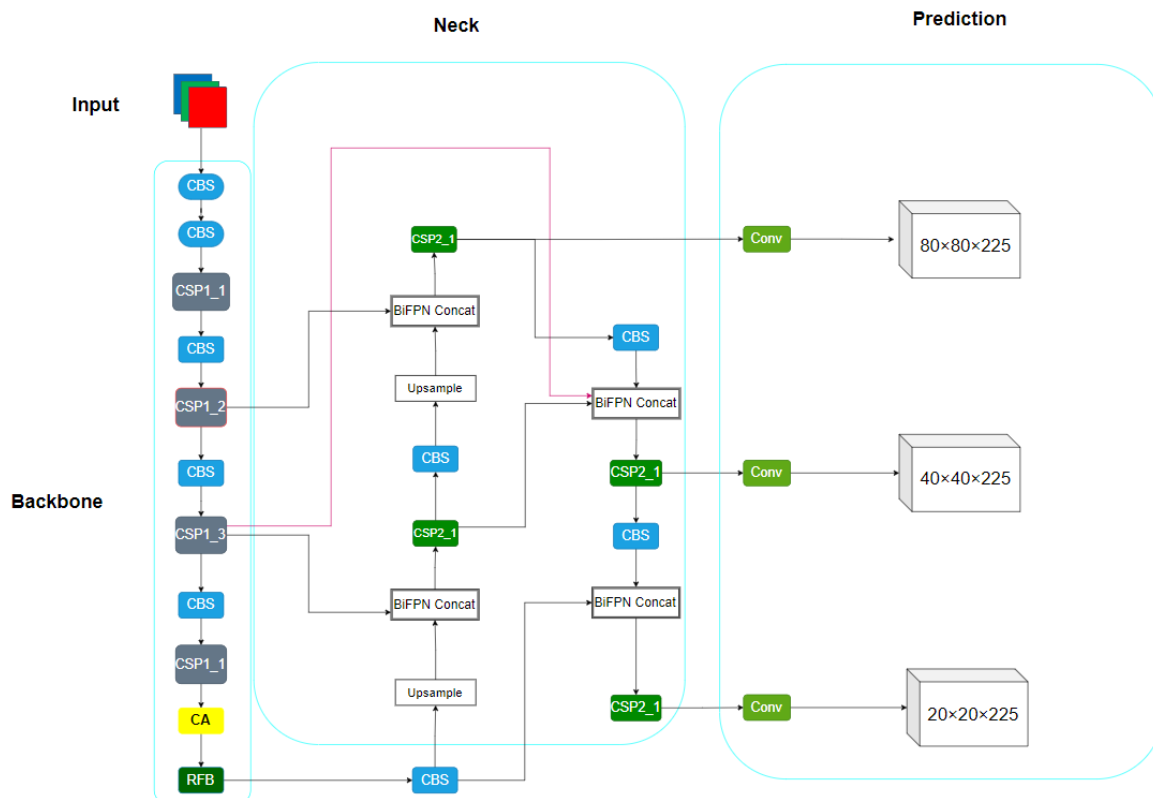 Neck
Prediction
Input
CBS
CBS
CSP1_1
CBS
CSP1_2
CBS
Backbone
CSP1_3
CBS
CSP1_1
CA
RFB
CSP2_1
BiFPN Concat
Upsample
CBS
CSP2_1
BiFPN Concat
Upsample
CBS
CBS
BiFPN Concat
CSP2_1
CBS
BiFPN Concat
CSP2_1
Conv
80×80×225
Conv
40×40×225
Conv
20×20×225